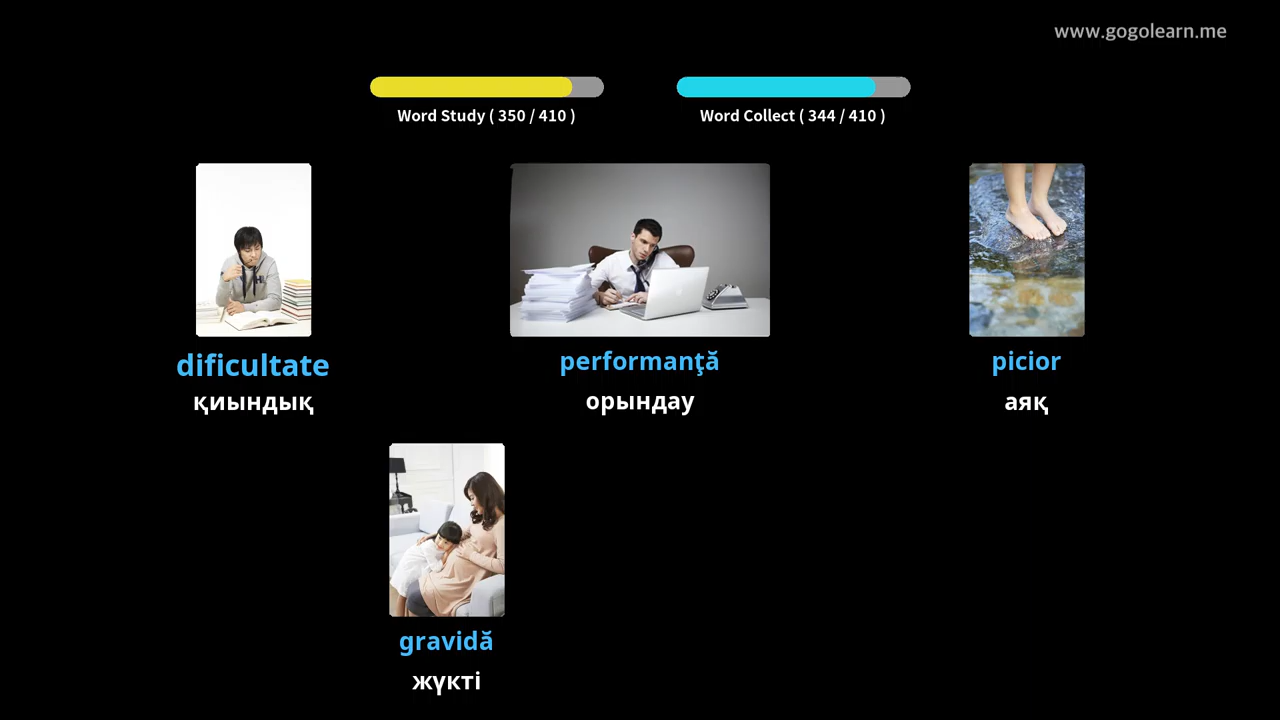 www.gogolearn.me
Word Study ( 350 / 410 )
Word Collect ( 344 / 410 )
dificultate
қиындық
performanţă
орындау
picior
аяқ
gravidă
жүкті